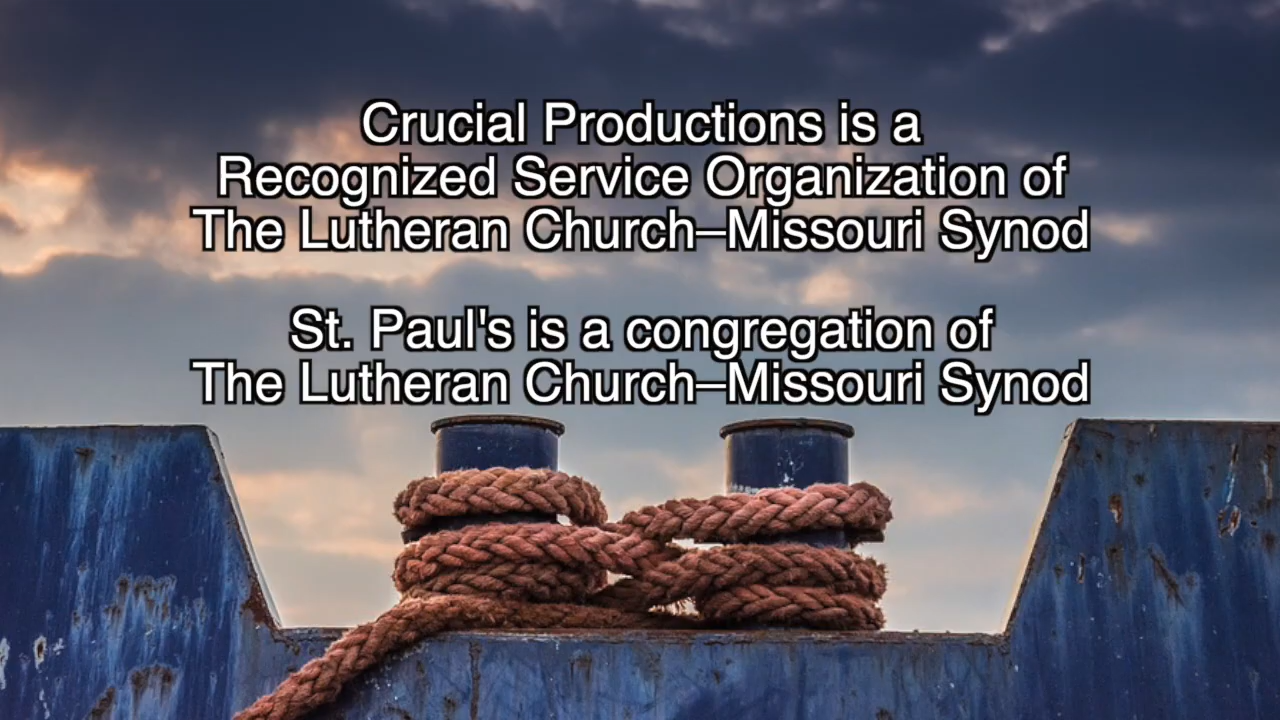 Crucial Productions is a
Recognized Service Organization of
The Lutheran Church–Missouri Synod
St. Paul's is a congregation of
The Lutheran Church–Missouri Synod